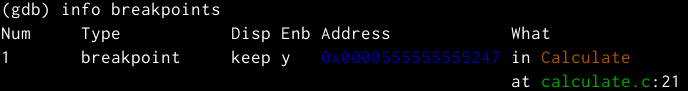 (gdb) info breakpoints
Num     Type           Disp Enb Address            What
1       breakpoint     keep y   0x0000555555555247 in Calculate
                                                   at calculate.c:21